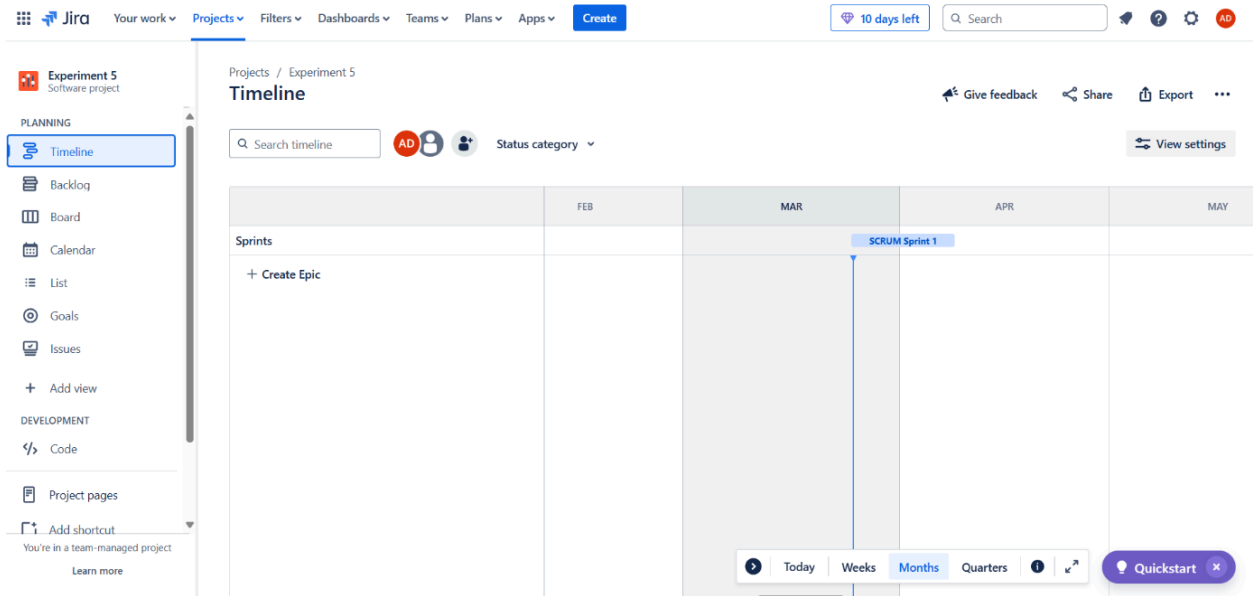 Jira Your work Projects Filters Dashboards Teams Plans Apps Create 10 days left Search AD
Experiment 5
Software project
PLANNING
Timeline
Backlog
Board
Calendar
List
Goals
Issues
Add view
DEVELOPMENT
Code
Project pages
Add shortcut
You're in a team-managed project
Learn more
Projects / Experiment 5
Timeline
Give feedback Share Export
Search timeline AD Status category View settings
FEB MAR APR MAY
Sprints SCRUM Sprint 1
+ Create Epic
Today Weeks Months Quarters Quickstart